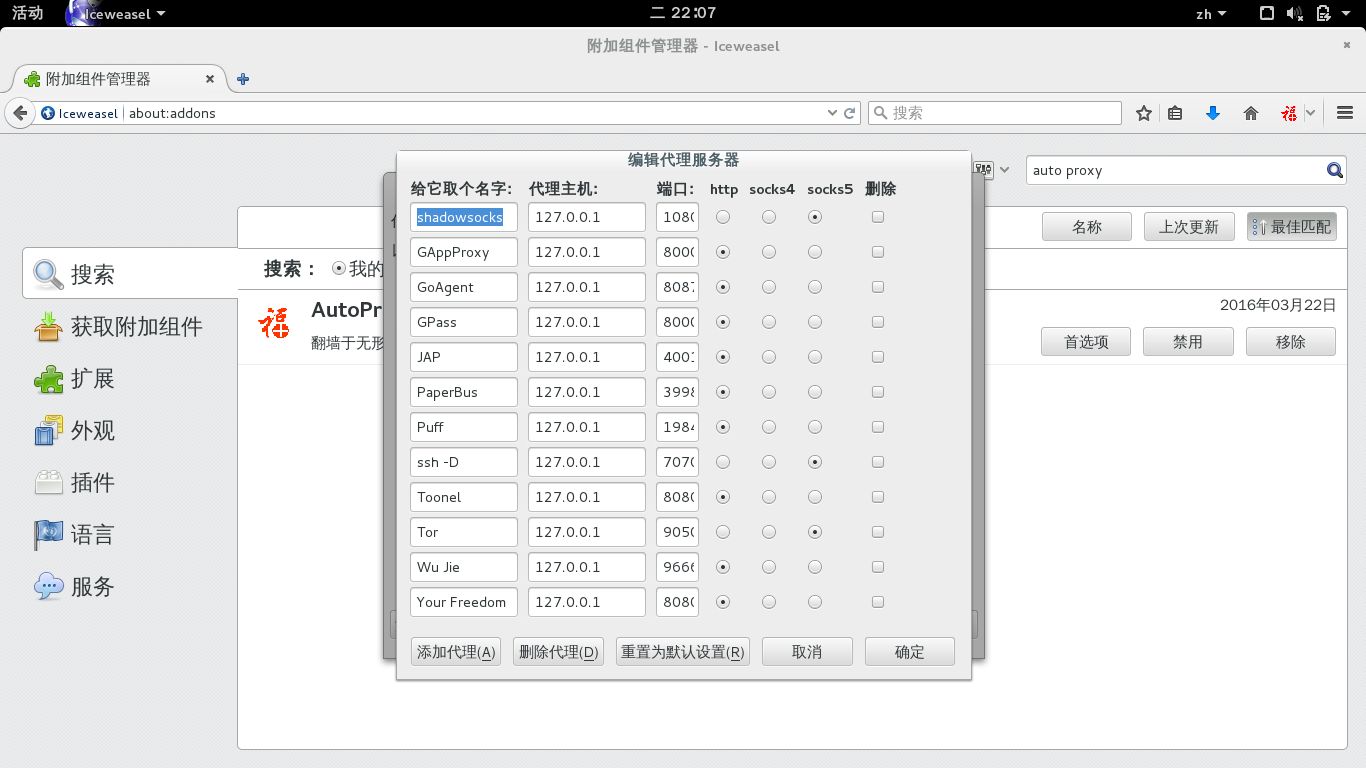 活动 Iceweasel 二 22:07 zh
附加组件管理器 - Iceweasel
附加组件管理器
Iceweasel about:addons 搜索
编辑代理服务器
auto proxy
给它取个名字: 代理主机: 端口: http socks4 socks5 删除
shadowsocks 127.0.0.1 1080
名称 上次更新 最佳匹配
GAppProxy 127.0.0.1 8000
搜索: 我的
搜索
GoAgent 127.0.0.1 8087
AutoPr 2016年03月22日
福
GPass 127.0.0.1 8000
获取附加组件
翻墙于无形
首选项 禁用 移除
JAP 127.0.0.1 4001
扩展
PaperBus 127.0.0.1 3998
Puff 127.0.0.1 1984
外观
ssh -D 127.0.0.1 7070
插件
Toonel 127.0.0.1 8080
Tor 127.0.0.1 9050
语言
Wu Jie 127.0.0.1 9666
服务
Your Freedom 127.0.0.1 8080
添加代理(A) 删除代理(D) 重置为默认设置(R) 取消 确定